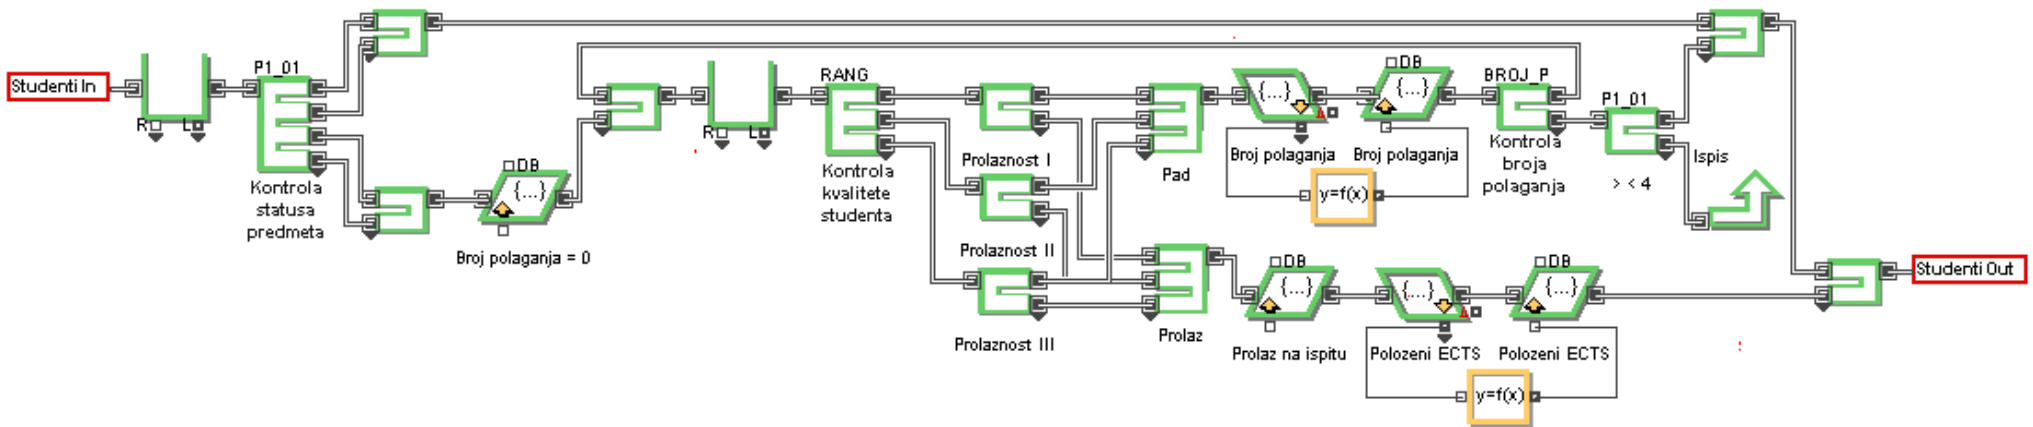 Studenti In
R
L
P1_01
Kontrola
statusa
predmeta
DB
{...}
Broj polaganja = 0
R
L
RANG
Kontrola
kvalitete
studenta
Prolaznost I
Prolaznost II
Prolaznost III
Pad
Prolaz
{...}
Broj polaganja
DB
{...}
Broj polaganja
y=f(x)
BROJ_P
Kontrola
broja
polaganja
P1_01
> < 4
Ispis
DB
{...}
Prolaz na ispitu
{...}
Polozeni ECTS
DB
{...}
Polozeni ECTS
y=f(x)
Studenti Out